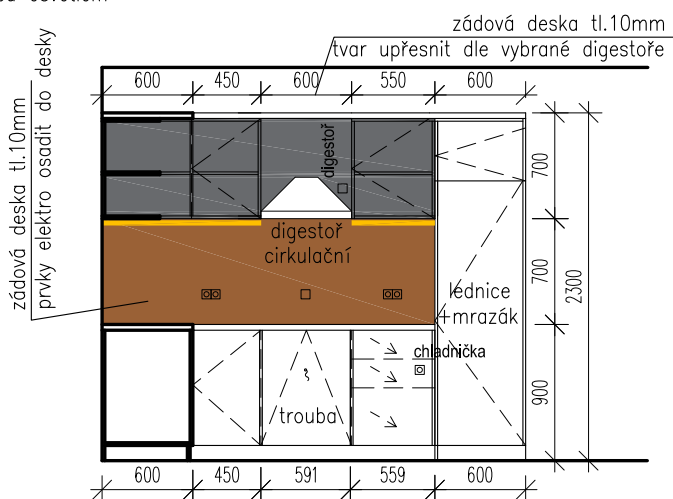 zádová deska tl.10mm
tvar upřesnit dle vybrané digestoře
600 450 600 550 600
zádová deska tl.10mm
prvky elektro osadit do desky
digestoř
digestoř
cirkulační
lednice
+mrazák
chladnička
trouba
700
700
900
2300
600 450 591 559 600